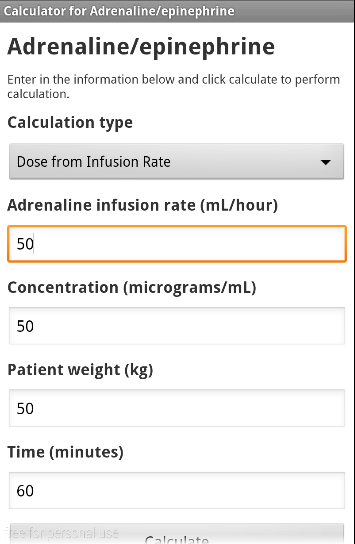 Calculator for Adrenaline/epinephrine
Adrenaline/epinephrine
Enter in the information below and click calculate to perform
calculation.
Calculation type
Dose from Infusion Rate
Adrenaline infusion rate (mL/hour)
50
Concentration (micrograms/mL)
50
Patient weight (kg)
50
Time (minutes)
60
free for personal use
Calculate